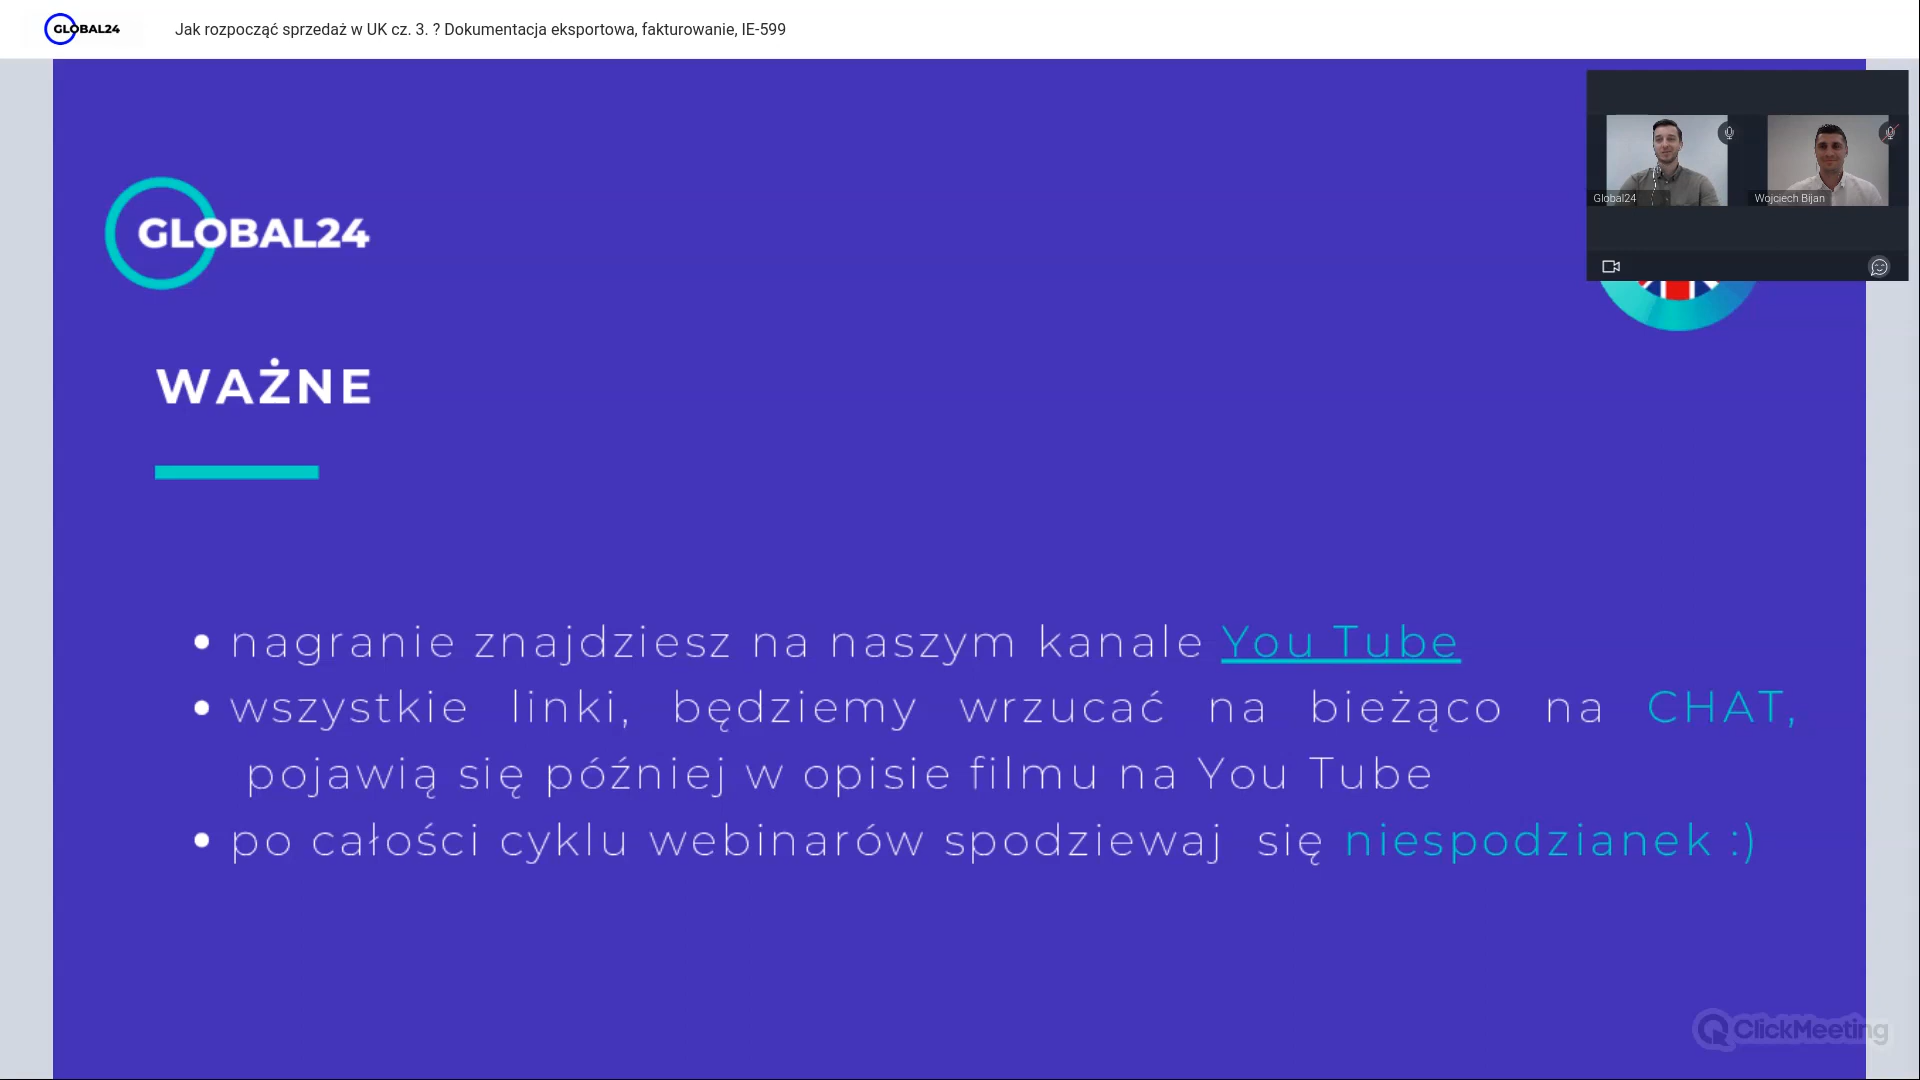 GLOBAL24
Jak rozpocząć sprzedaż w UK cz. 3. ? Dokumentacja eksportowa, fakturowanie, IE-599
Global24
Wojciech Bijan
GLOBAL24
WAŻNE
• nagranie znajdziesz na naszym kanale You Tube
• wszystkie linki, będziemy wrzucać na bieżąco na CHAT,
pojawią się później w opisie filmu na You Tube
• po całości cyklu webinarów spodziewaj się niespodzianek :)
ClickMeeting